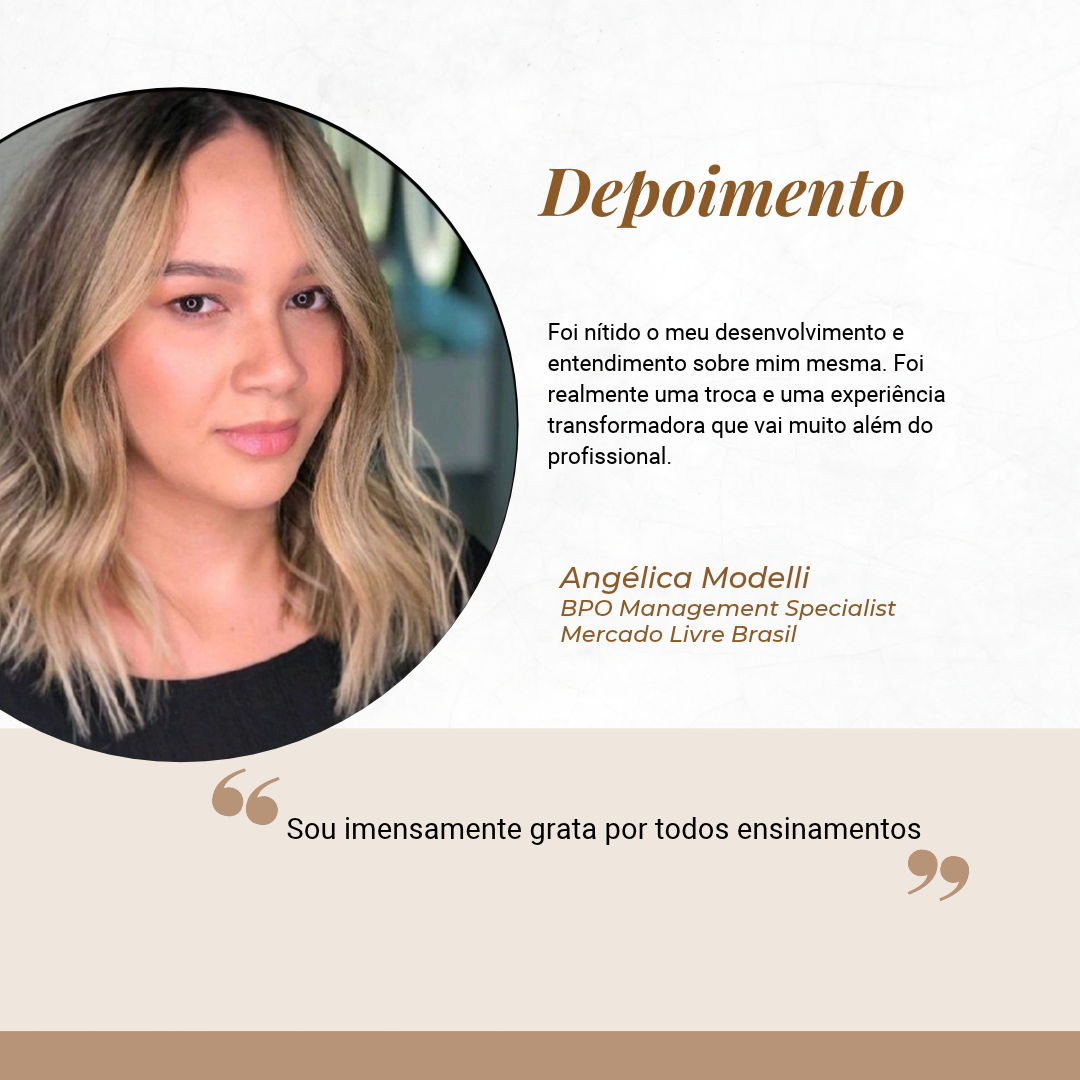 Depoimento
Foi nítido o meu desenvolvimento e
entendimento sobre mim mesma. Foi
realmente uma troca e uma experiência
transformadora que vai muito além do
profissional.
Angélica Modelli
BPO Management Specialist
Mercado Livre Brasil
“Sou imensamente grata por todos ensinamentos”